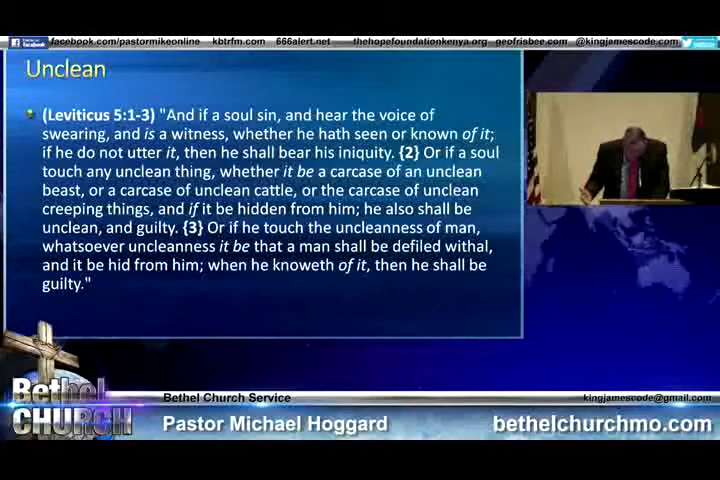 facebook.com/pastormikeonline kbtrfm.com 666alert.net thehopefoundationkenya.org geofrisbee.com @kingjamescode.com
Unclean
(Leviticus 5:1-3) "And if a soul sin, and hear the voice of
swearing, and is a witness, whether he hath seen or known of it;
if he do not utter it, then he shall bear his iniquity. {2} Or if a soul
touch any unclean thing, whether it be a carcase of an unclean
beast, or a carcase of unclean cattle, or the carcase of unclean
creeping things, and if it be hidden from him; he also shall be
unclean, and guilty. {3} Or if he touch the uncleanness of man,
whatsoever uncleanness it be that a man shall be defiled withal,
and it be hid from him; when he knoweth of it, then he shall be
guilty."
Bethel
CHURCH
Bethel Church Service
kingjamescode@gmail.com
Pastor Michael Hoggard
bethelchurchmo.com